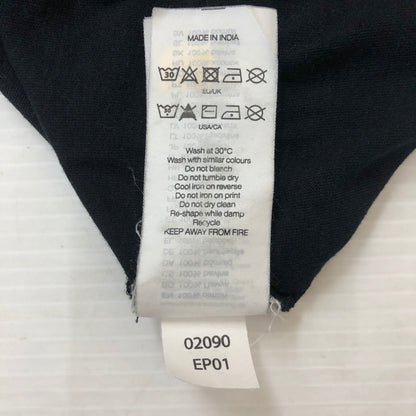 MADE IN INDIA
30
EU/UK
30
USA/CA
Wash at 30°C
Wash with similar colours
Do not bleach
Do not tumble dry
Cool iron on reverse
Do not iron on print
Do not dry clean
Re-shape while damp
Recycle
KEEP AWAY FROM FIRE
02090
EP01